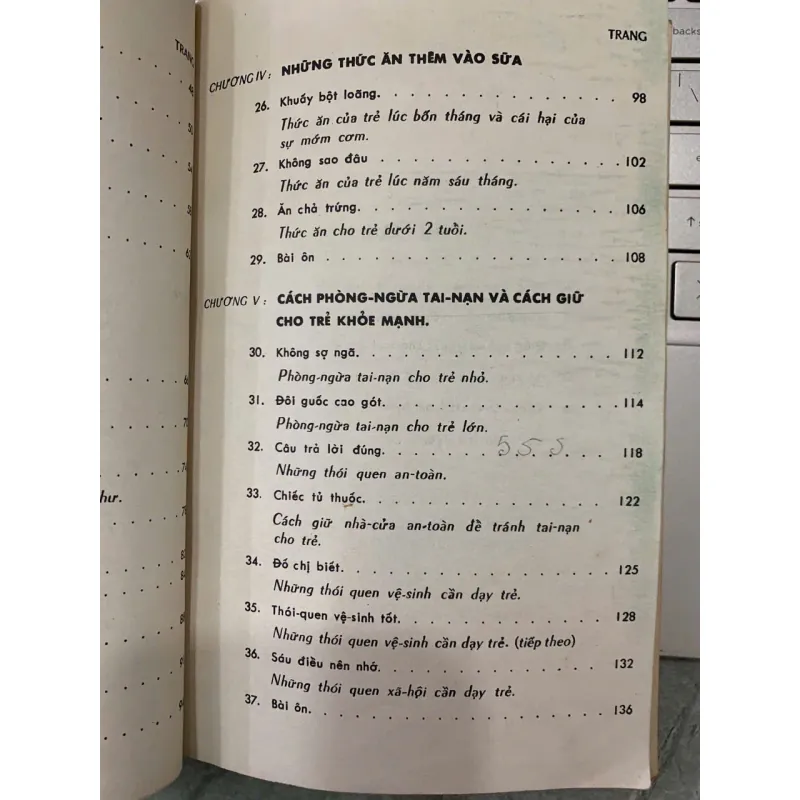 TRANG
CHƯƠNG IV: NHỮNG THỨC ĂN THÊM VÀO SỮA
26. Khuấy bột loãng. . . . . . . . . . . . . . 98
Thức ăn của trẻ lúc bốn tháng và cái hại của
sự mớm cơm.
27. Không sao đâu . . . . . . . . . . . . . . 102
Thức ăn của trẻ lúc năm sáu tháng.
28. Ăn chả trứng. . . . . . . . . . . . . . . 106
Thức ăn cho trẻ dưới 2 tuổi.
29. Bài ôn . . . . . . . . . . . . . . . . . 108
CHƯƠNG V: CÁCH PHÒNG-NGỪA TAI-NẠN VÀ CÁCH GIỮ
CHO TRẺ KHỎE MẠNH.
30. Không sợ ngã. . . . . . . . . . . . . . . 112
Phòng-ngừa tai-nạn cho trẻ nhỏ.
31. Đôi guốc cao gót. . . . . . . . . . . . . . 114
Phòng-ngừa tai-nạn cho trẻ lớn.
32. Câu trả lời đúng. . . . . . . . 5 5 5 . . . 118
Những thói quen an-toàn.
33. Chiếc tủ thuốc. . . . . . . . . . . . . . . 122
Cách giữ nhà-cửa an-toàn để tránh tai-nạn
cho trẻ.
34. Đố chị biết. . . . . . . . . . . . . . . . 125
Những thói quen vệ-sinh cần dạy trẻ.
35. Thói-quen vệ-sinh tốt. . . . . . . . . . . . 128
Những thói quen vệ-sinh cần dạy trẻ. (tiếp theo)
36. Sáu điều nên nhớ. . . . . . . . . . . . . . 132
Những thói quen xã-hội cần dạy trẻ.
37. Bài ôn. . . . . . . . . . . . . . . . . . 136
TRANG
như.
backs